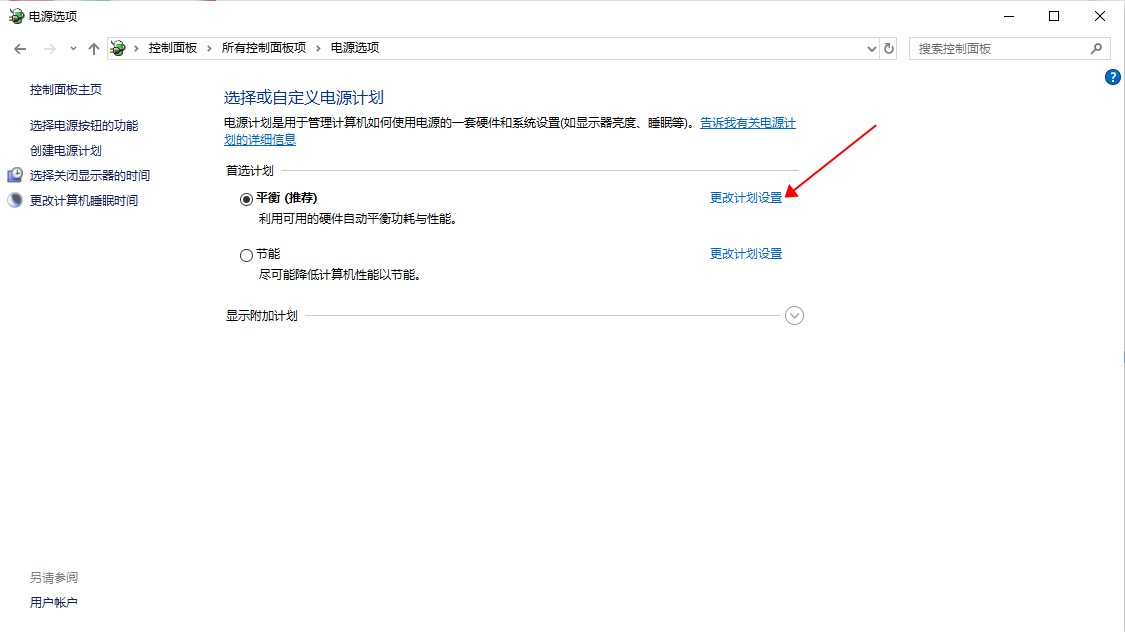 电源选项
控制面板 › 所有控制面板项 › 电源选项
搜索控制面板
控制面板主页
选择电源按钮的功能
创建电源计划
选择关闭显示器的时间
更改计算机睡眠时间
选择或自定义电源计划
电源计划是用于管理计算机如何使用电源的一套硬件和系统设置(如显示器亮度、睡眠等)。告诉我有关电源计
划的详细信息
首选计划
平衡 (推荐) 更改计划设置
利用可用的硬件自动平衡功耗与性能。
节能 更改计划设置
尽可能降低计算机性能以节能。
显示附加计划
另请参阅
用户帐户